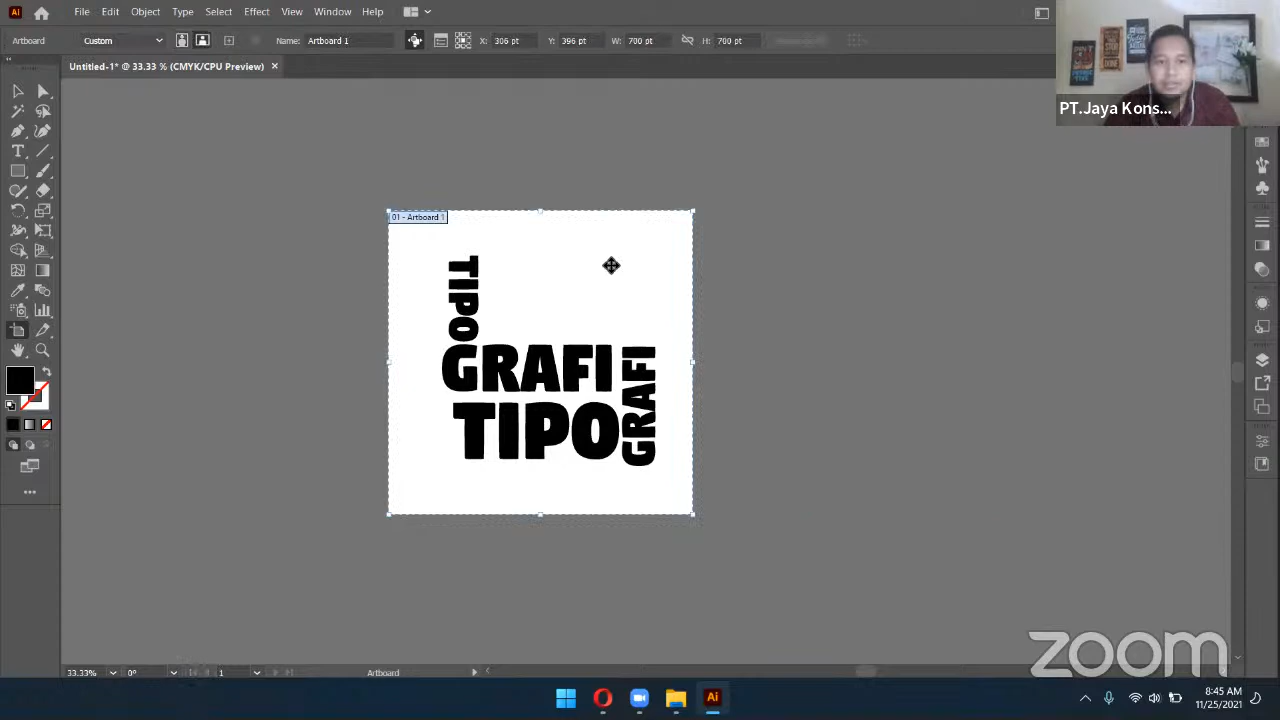 Ai File Edit Object Type Select Effect View Window Help
Artboard Custom Name: Artboard 1 X: 306 pt Y: 396 pt W: 700 pt H: 700 pt
Untitled-1* @ 33.33 % (CMYK/CPU Preview) ×
PT.Jaya Kons...
01 - Artboard 1
TIPO
GRAFI
GRAFI
TIPO
zoom
33.33% 0° 1 Artboard
Ai
8:45 AM
11/25/2021